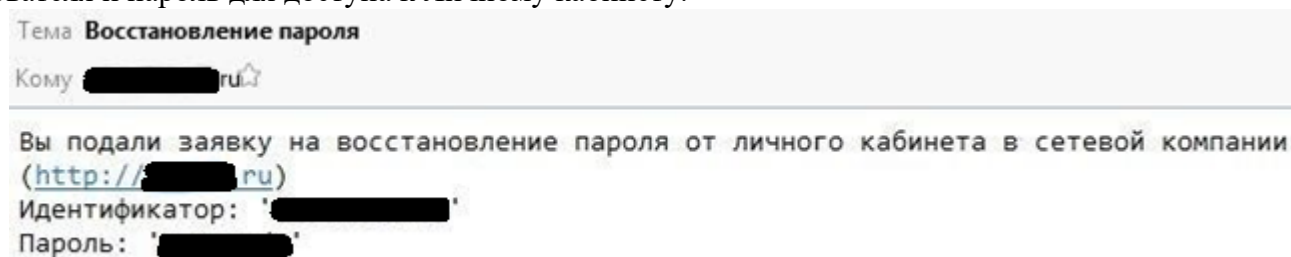 пароль для доступа к личному кабинету.
Тема Восстановление пароля
Кому ru
Вы подали заявку на восстановление пароля от личного кабинета в сетевой компании
(http:// ru)
Идентификатор: ' '
Пароль: ' '